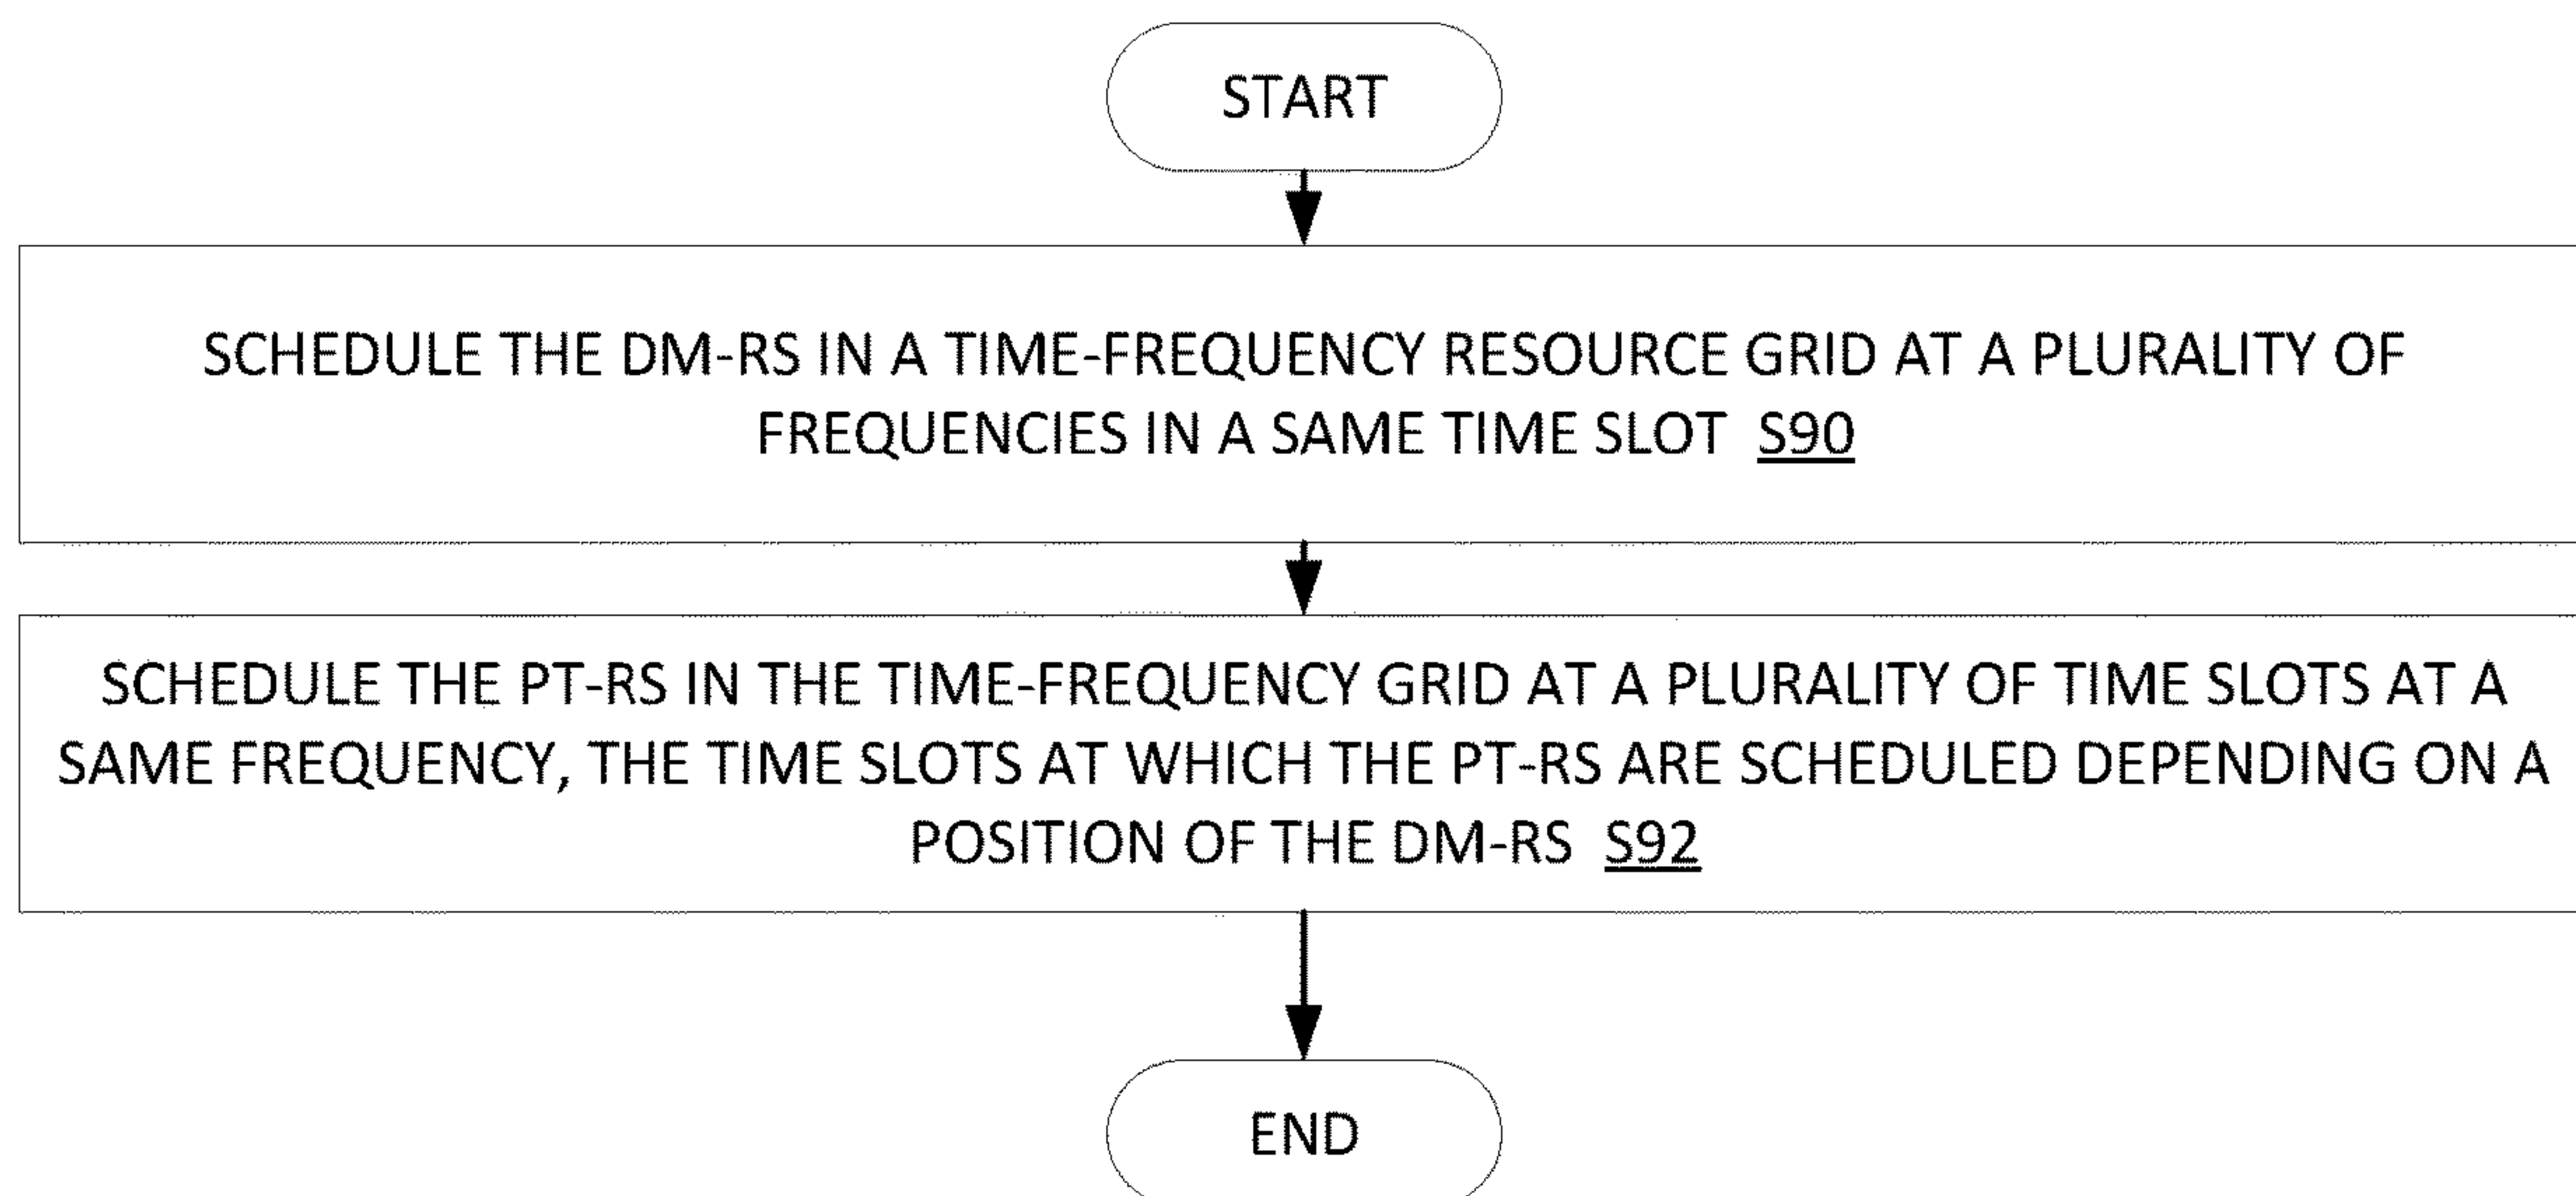 START
SCHEDULE THE DM-RS IN A TIME-FREQUENCY RESOURCE GRID AT A PLURALITY OF
FREQUENCIES IN A SAME TIME SLOT S90
SCHEDULE THE PT-RS IN THE TIME-FREQUENCY GRID AT A PLURALITY OF TIME SLOTS AT A
SAME FREQUENCY, THE TIME SLOTS AT WHICH THE PT-RS ARE SCHEDULED DEPENDING ON A
POSITION OF THE DM-RS S92
END